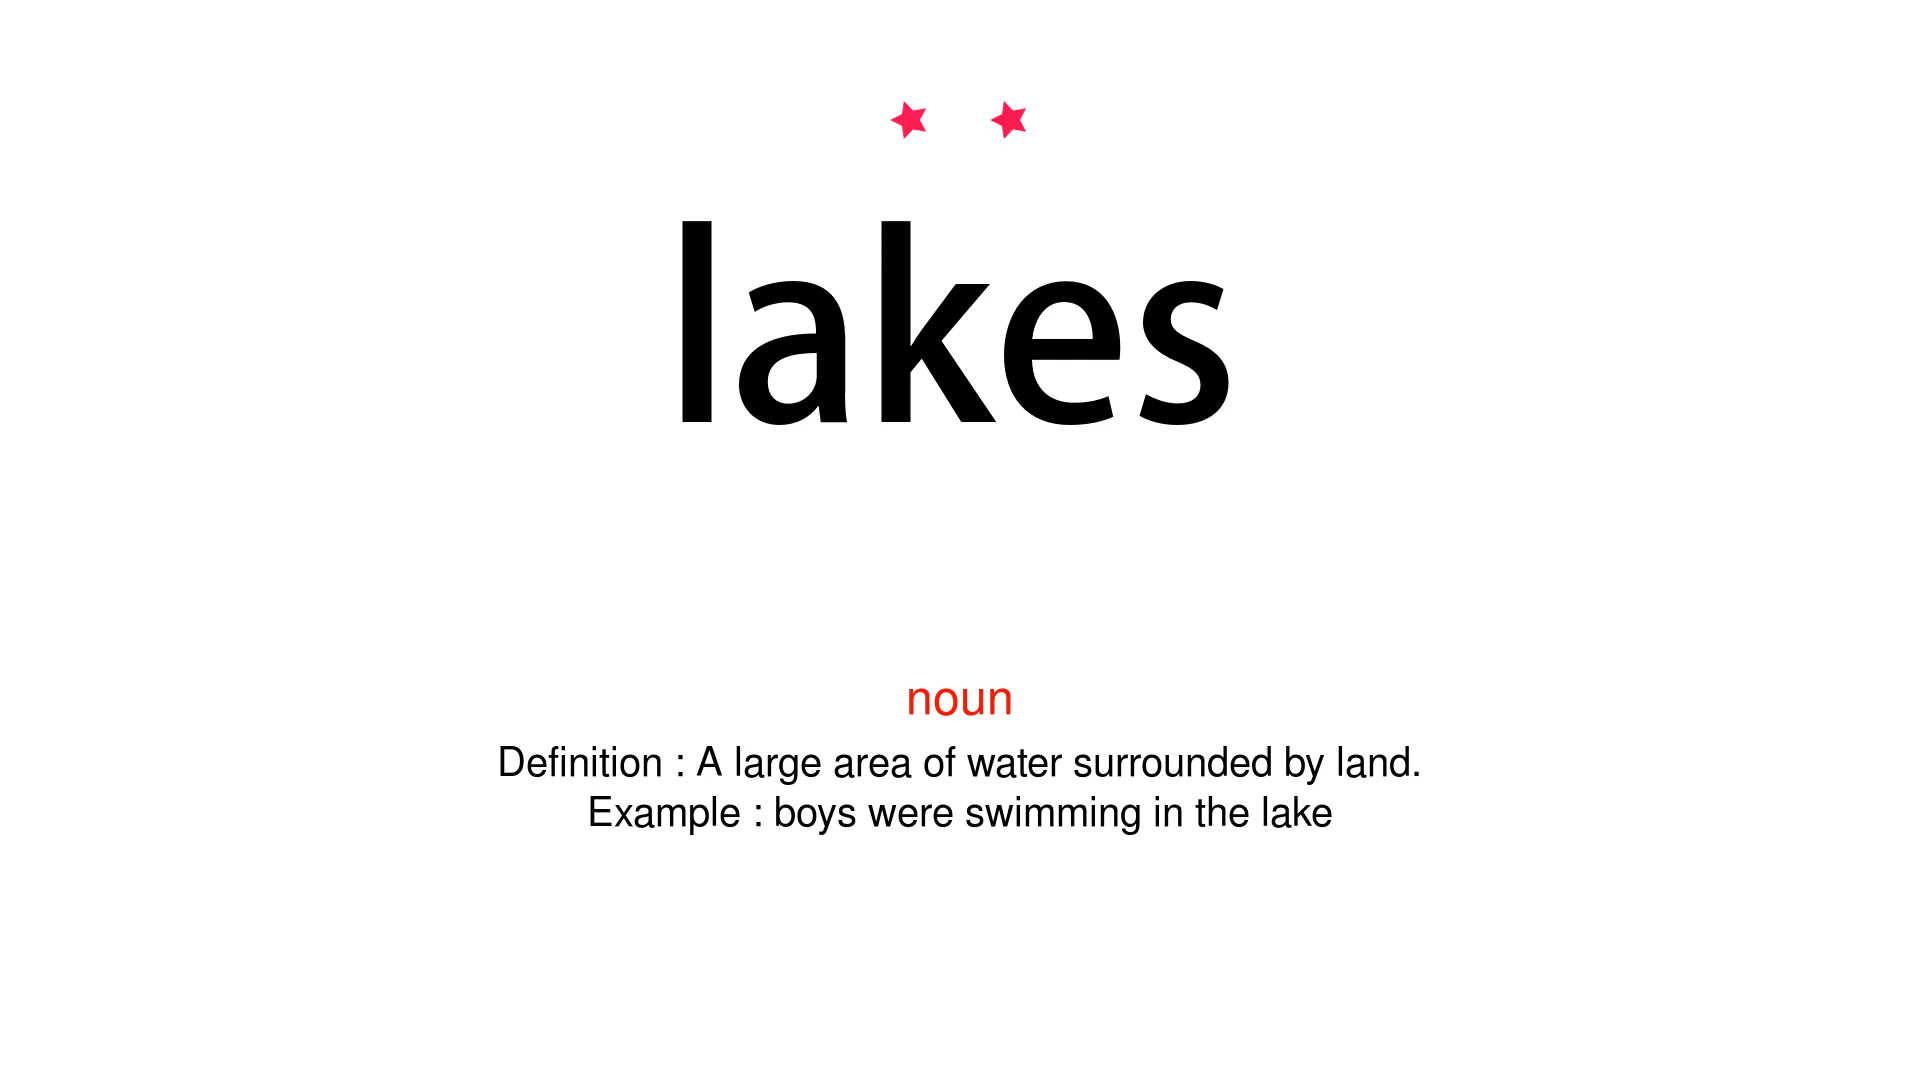 lakes
noun
Definition : A large area of water surrounded by land.
Example : boys were swimming in the lake